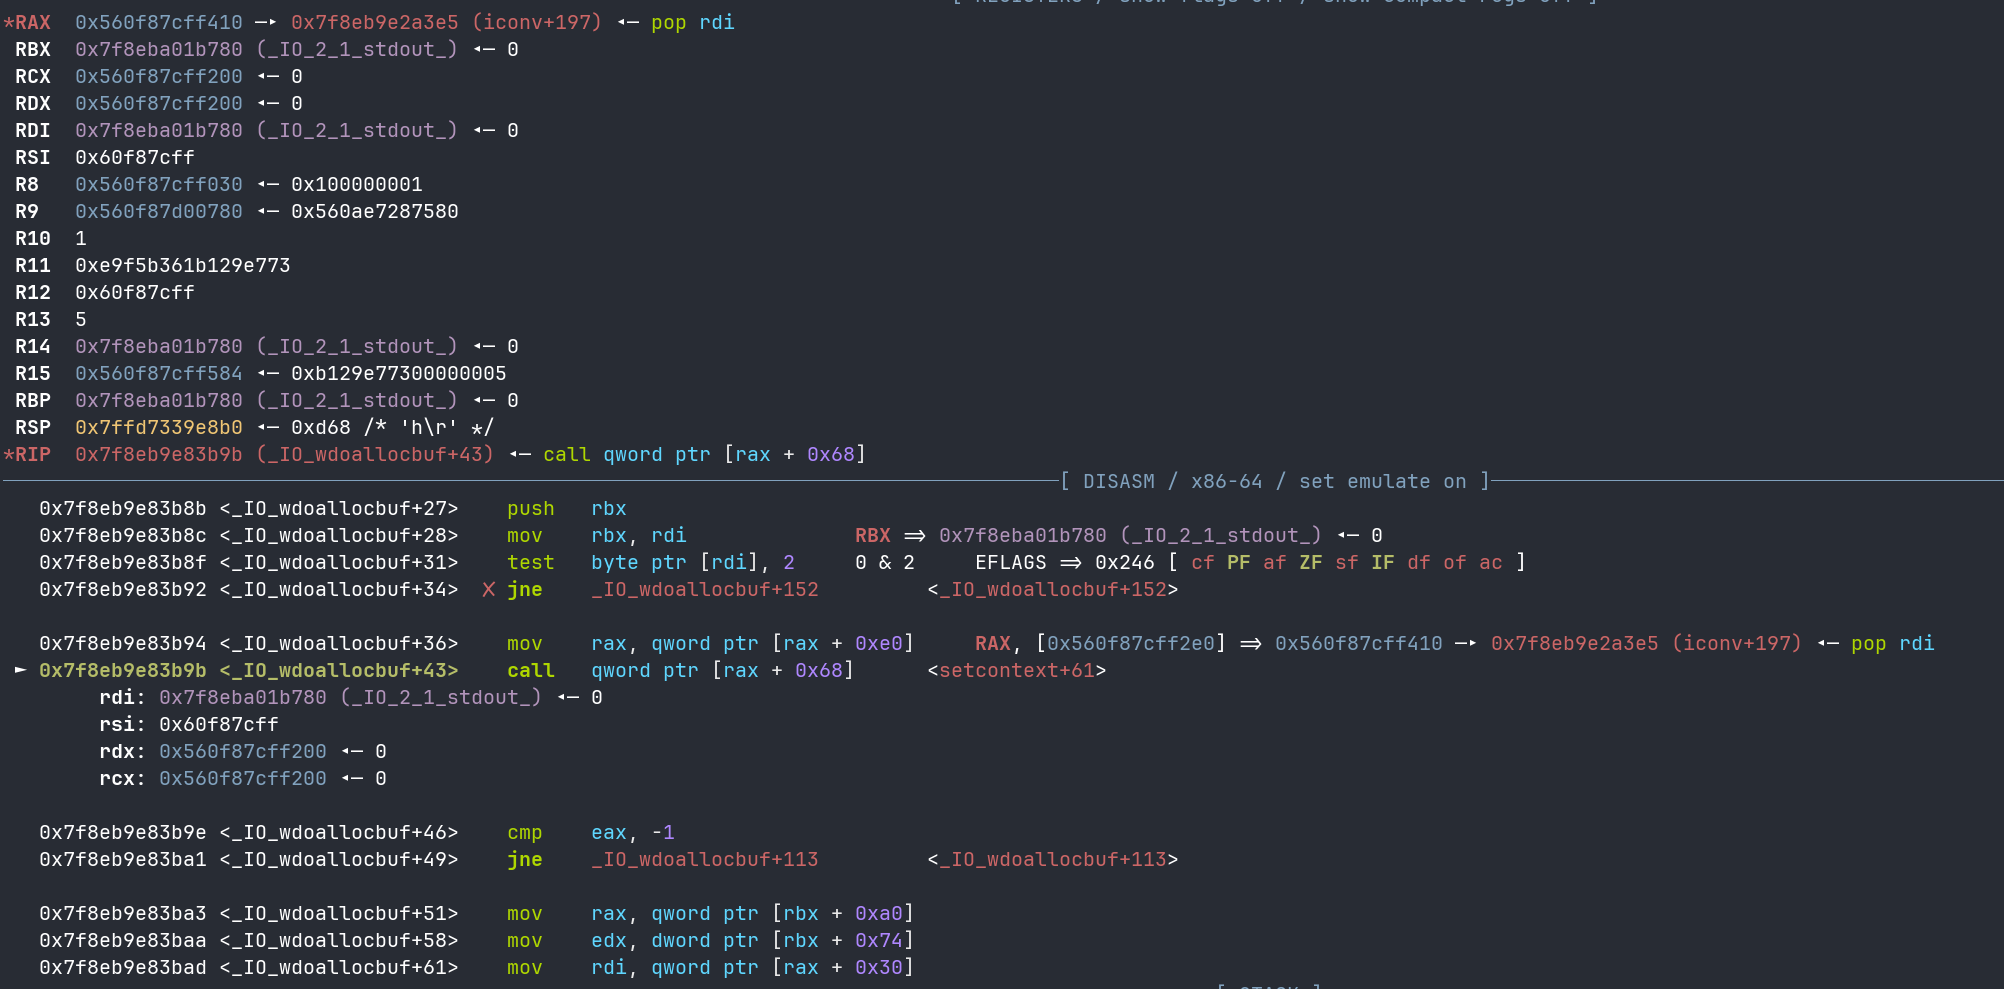 [ REGISTERS / show-flags off / show-compact-regs off ]
*RAX  0x560f87cff410 —▸ 0x7f8eb9e2a3e5 (iconv+197) ◂— pop rdi
 RBX  0x7f8eba01b780 (_IO_2_1_stdout_) ◂— 0
 RCX  0x560f87cff200 ◂— 0
 RDX  0x560f87cff200 ◂— 0
 RDI  0x7f8eba01b780 (_IO_2_1_stdout_) ◂— 0
 RSI  0x60f87cff
 R8   0x560f87cff030 ◂— 0x100000001
 R9   0x560f87d00780 ◂— 0x560ae7287580
 R10  1
 R11  0xe9f5b361b129e773
 R12  0x60f87cff
 R13  5
 R14  0x7f8eba01b780 (_IO_2_1_stdout_) ◂— 0
 R15  0x560f87cff584 ◂— 0xb129e77300000005
 RBP  0x7f8eba01b780 (_IO_2_1_stdout_) ◂— 0
 RSP  0x7ffd7339e8b0 ◂— 0xd68 /* 'h\r' */
*RIP  0x7f8eb9e83b9b (_IO_wdoallocbuf+43) ◂— call qword ptr [rax + 0x68]
[ DISASM / x86-64 / set emulate on ]
   0x7f8eb9e83b8b <_IO_wdoallocbuf+27>    push   rbx
   0x7f8eb9e83b8c <_IO_wdoallocbuf+28>    mov    rbx, rdi              RBX => 0x7f8eba01b780 (_IO_2_1_stdout_) ◂— 0
   0x7f8eb9e83b8f <_IO_wdoallocbuf+31>    test   byte ptr [rdi], 2     0 & 2     EFLAGS => 0x246 [ cf PF af ZF sf IF df of ac ]
   0x7f8eb9e83b92 <_IO_wdoallocbuf+34>  ✘ jne    _IO_wdoallocbuf+152         <_IO_wdoallocbuf+152>
   0x7f8eb9e83b94 <_IO_wdoallocbuf+36>    mov    rax, qword ptr [rax + 0xe0]     RAX, [0x560f87cff2e0] => 0x560f87cff410 —▸ 0x7f8eb9e2a3e5 (iconv+197) ◂— pop rdi
 ► 0x7f8eb9e83b9b <_IO_wdoallocbuf+43>    call   qword ptr [rax + 0x68]      <setcontext+61>
        rdi: 0x7f8eba01b780 (_IO_2_1_stdout_) ◂— 0
        rsi: 0x60f87cff
        rdx: 0x560f87cff200 ◂— 0
        rcx: 0x560f87cff200 ◂— 0
   0x7f8eb9e83b9e <_IO_wdoallocbuf+46>    cmp    eax, -1
   0x7f8eb9e83ba1 <_IO_wdoallocbuf+49>    jne    _IO_wdoallocbuf+113         <_IO_wdoallocbuf+113>
   0x7f8eb9e83ba3 <_IO_wdoallocbuf+51>    mov    rax, qword ptr [rbx + 0xa0]
   0x7f8eb9e83baa <_IO_wdoallocbuf+58>    mov    edx, dword ptr [rbx + 0x74]
   0x7f8eb9e83bad <_IO_wdoallocbuf+61>    mov    rdi, qword ptr [rax + 0x30]
[ STACK ]